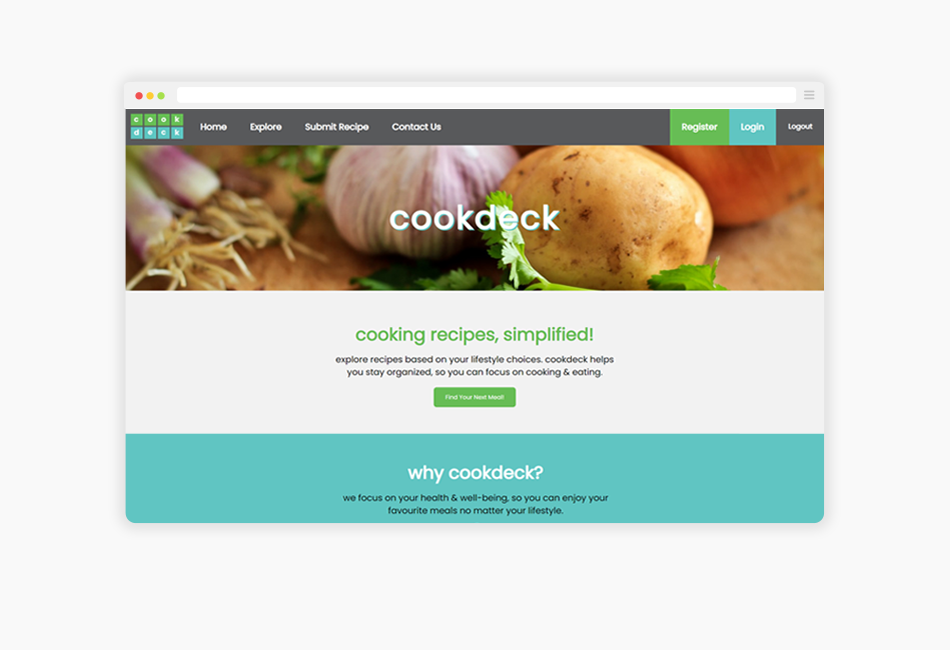 cook
deck
Home Explore Submit Recipe Contact Us Register Login Logout
cookdeck
cooking recipes, simplified!
explore recipes based on your lifestyle choices. cookdeck helps
you stay organized, so you can focus on cooking & eating.
Find Your Next Meal!
why cookdeck?
we focus on your health & well-being, so you can enjoy your
favourite meals no matter your lifestyle.